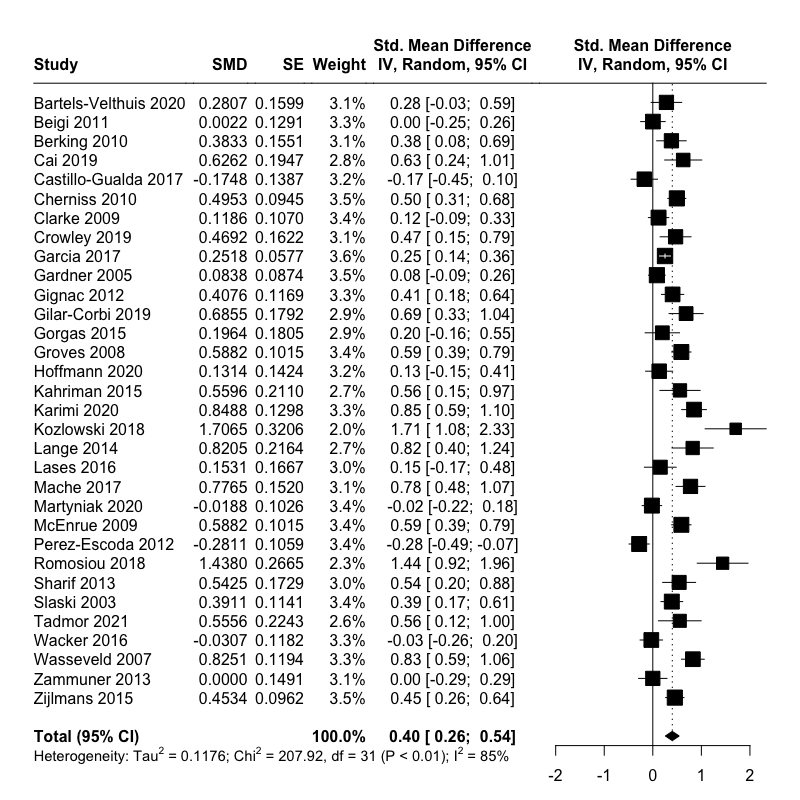 Std. Mean Difference Std. Mean Difference
Study SMD SE Weight IV, Random, 95% CI IV, Random, 95% CI
Bartels-Velthuis 2020 0.2807 0.1599 3.1% 0.28 [-0.03; 0.59]
Beigi 2011 0.0022 0.1291 3.3% 0.00 [-0.25; 0.26]
Berking 2010 0.3833 0.1551 3.1% 0.38 [ 0.08; 0.69]
Cai 2019 0.6262 0.1947 2.8% 0.63 [ 0.24; 1.01]
Castillo-Gualda 2017 -0.1748 0.1387 3.2% -0.17 [-0.45; 0.10]
Cherniss 2010 0.4953 0.0945 3.5% 0.50 [ 0.31; 0.68]
Clarke 2009 0.1186 0.1070 3.4% 0.12 [-0.09; 0.33]
Crowley 2019 0.4692 0.1622 3.1% 0.47 [ 0.15; 0.79]
Garcia 2017 0.2518 0.0577 3.6% 0.25 [ 0.14; 0.36]
Gardner 2005 0.0838 0.0874 3.5% 0.08 [-0.09; 0.26]
Gignac 2012 0.4076 0.1169 3.3% 0.41 [ 0.18; 0.64]
Gilar-Corbi 2019 0.6855 0.1792 2.9% 0.69 [ 0.33; 1.04]
Gorgas 2015 0.1964 0.1805 2.9% 0.20 [-0.16; 0.55]
Groves 2008 0.5882 0.1015 3.4% 0.59 [ 0.39; 0.79]
Hoffmann 2020 0.1314 0.1424 3.2% 0.13 [-0.15; 0.41]
Kahriman 2015 0.5596 0.2110 2.7% 0.56 [ 0.15; 0.97]
Karimi 2020 0.8488 0.1298 3.3% 0.85 [ 0.59; 1.10]
Kozlowski 2018 1.7065 0.3206 2.0% 1.71 [ 1.08; 2.33]
Lange 2014 0.8205 0.2164 2.7% 0.82 [ 0.40; 1.24]
Lases 2016 0.1531 0.1667 3.0% 0.15 [-0.17; 0.48]
Mache 2017 0.7765 0.1520 3.1% 0.78 [ 0.48; 1.07]
Martyniak 2020 -0.0188 0.1026 3.4% -0.02 [-0.22; 0.18]
McEnrue 2009 0.5882 0.1015 3.4% 0.59 [ 0.39; 0.79]
Perez-Escoda 2012 -0.2811 0.1059 3.4% -0.28 [-0.49; -0.07]
Romosiou 2018 1.4380 0.2665 2.3% 1.44 [ 0.92; 1.96]
Sharif 2013 0.5425 0.1729 3.0% 0.54 [ 0.20; 0.88]
Slaski 2003 0.3911 0.1141 3.4% 0.39 [ 0.17; 0.61]
Tadmor 2021 0.5556 0.2243 2.6% 0.56 [ 0.12; 1.00]
Wacker 2016 -0.0307 0.1182 3.3% -0.03 [-0.26; 0.20]
Wasseveld 2007 0.8251 0.1194 3.3% 0.83 [ 0.59; 1.06]
Zammuner 2013 0.0000 0.1491 3.1% 0.00 [-0.29; 0.29]
Zijlmans 2015 0.4534 0.0962 3.5% 0.45 [ 0.26; 0.64]
Total (95% CI) 100.0% 0.40 [ 0.26; 0.54]
Heterogeneity: Tau² = 0.1176; Chi² = 207.92, df = 31 (P < 0.01); I² = 85%
-2 -1 0 1 2